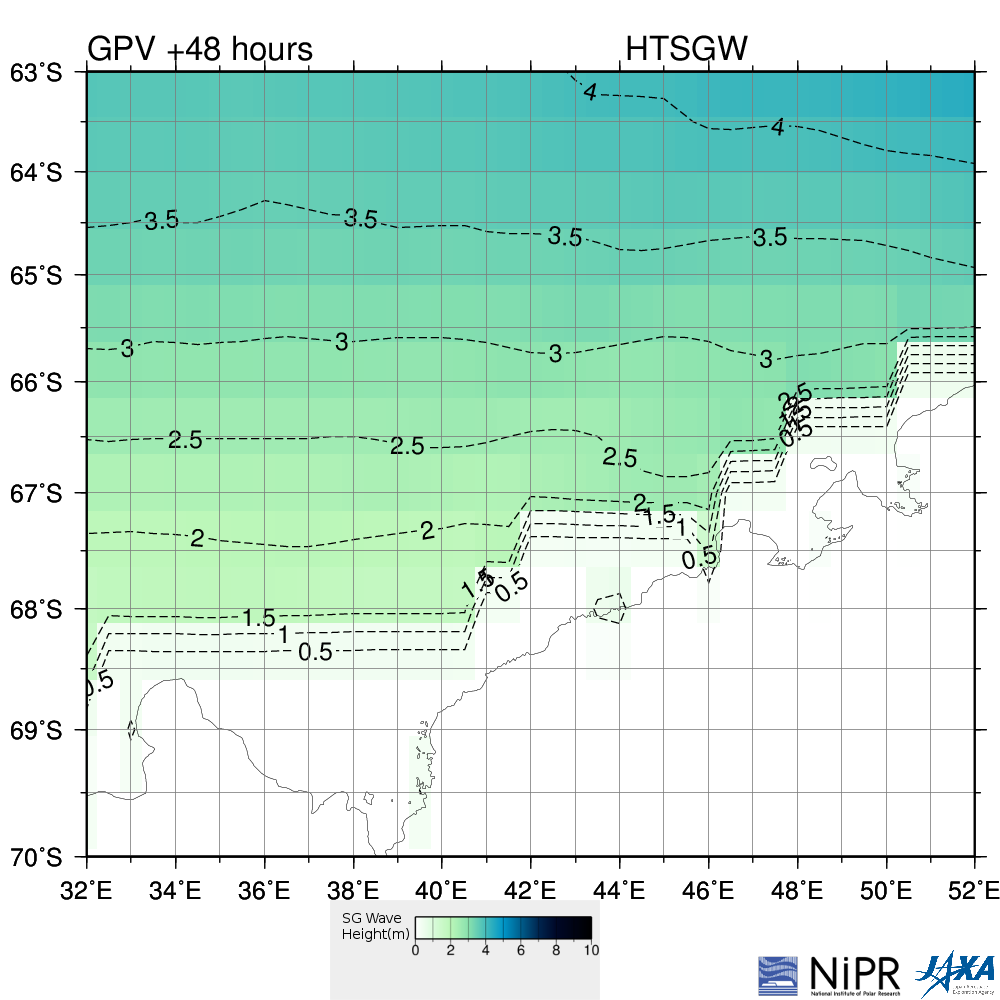 GPV +48 hours HTSGW
63°S
4
4
64°S
3.5 3.5 3.5 3.5
65°S
3 3 3 3
66°S
2.5
1.5
0.5
2.5 2.5 2.5
67°S
2 1.5 1
2 2
0.5
1.5 0.5
68°S
1.5
1
0.5
0.5
69°S
70°S
32°E 34°E 36°E 38°E 40°E 42°E 44°E 46°E 48°E 50°E 52°E
SG Wave
Height(m)
0 2 4 6 8 10
NiPR
National Institute of Polar Research
JAXA
Japan Aerospace
Exploration Agency